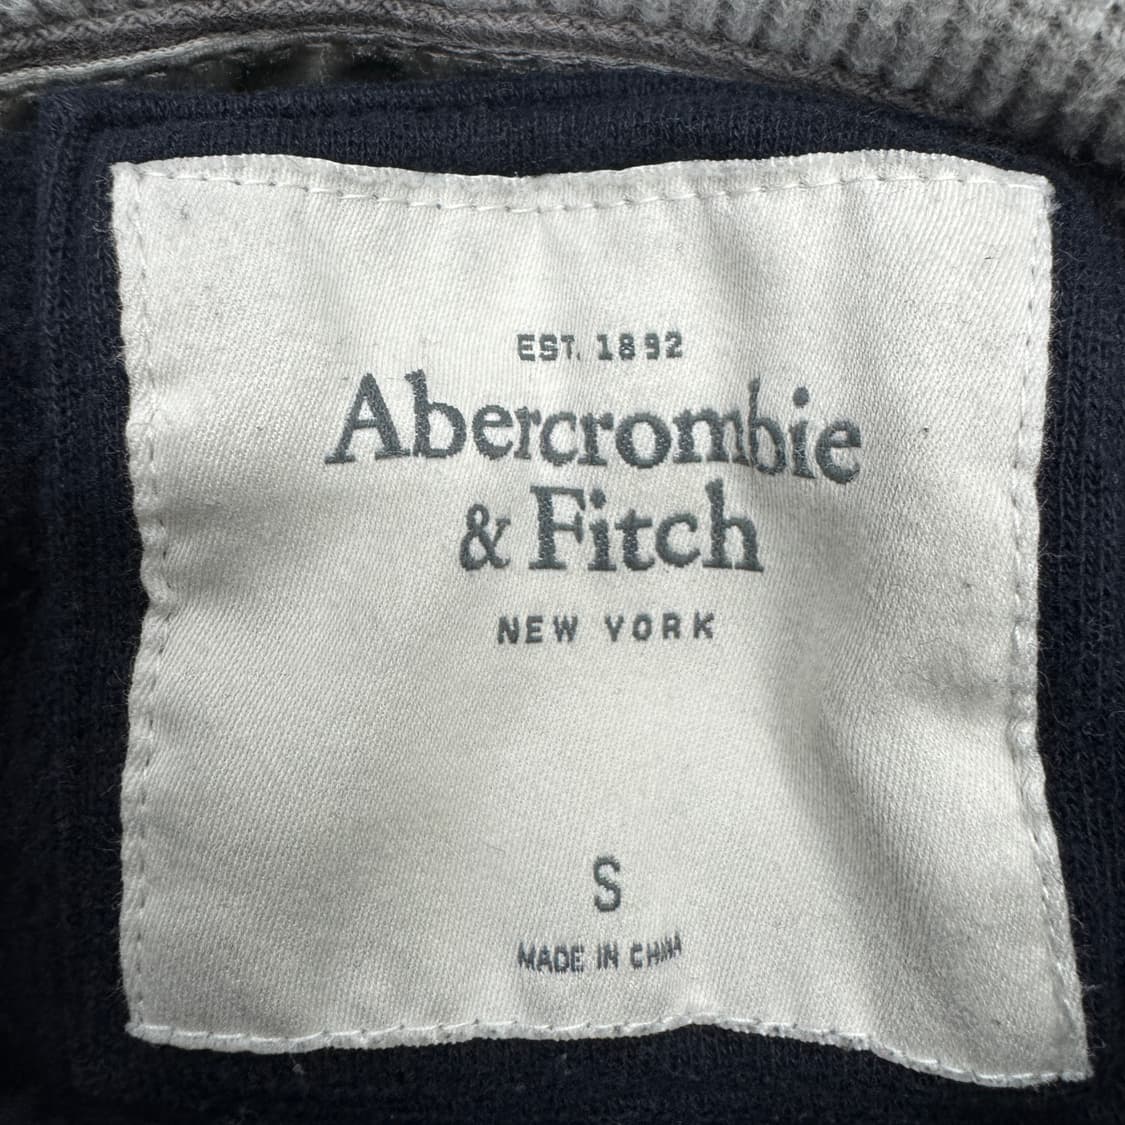 EST. 1892
Abercrombie
& Fitch
NEW YORK
S
MADE IN CHINA